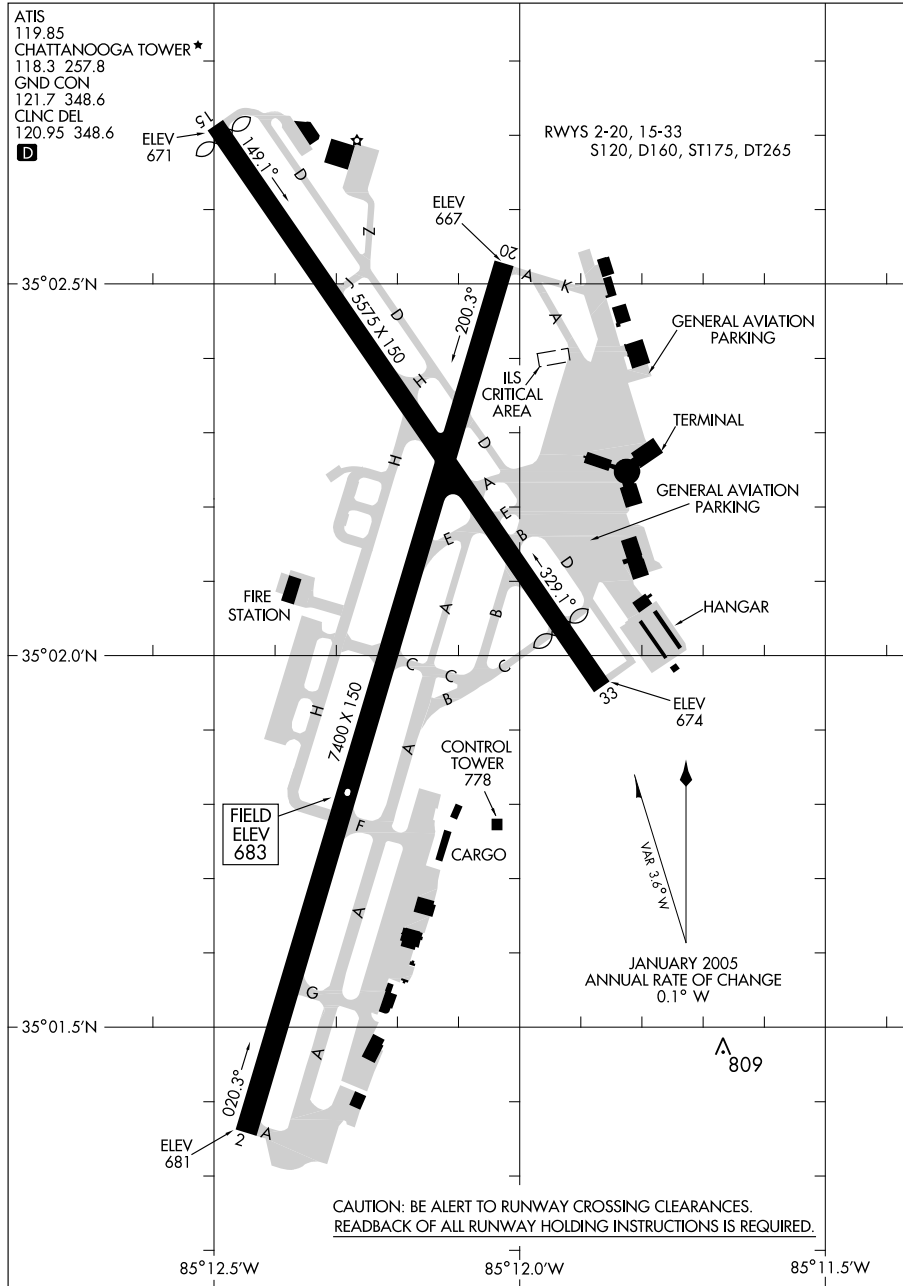 ATIS
119.85
CHATTANOOGA TOWER
118.3 257.8
GND CON
121.7 348.6
CLNC DEL
120.95 348.6
D
RWYS 2-20, 15-33
S120, D160, ST175, DT265
15
ELEV
671
149.1°
D
N
ELEV
667
20
A
K
A
35°02.5'N
J
5575 X 150
D
200.3°
GENERAL AVIATION
PARKING
ILS
CRITICAL
AREA
H
TERMINAL
D
H
A
GENERAL AVIATION
PARKING
E
B
E
D
329.1°
FIRE
STATION
A
B
HANGAR
35°02.0'N
C
C
C
B
33
ELEV
674
H
7400 X 150
A
CONTROL
TOWER
778
FIELD
ELEV
683
F
CARGO
VAR 3.6° W
A
JANUARY 2005
ANNUAL RATE OF CHANGE
0.1° W
G
35°01.5'N
A
809
020.3°
2
A
ELEV
681
CAUTION: BE ALERT TO RUNWAY CROSSING CLEARANCES.
READBACK OF ALL RUNWAY HOLDING INSTRUCTIONS IS REQUIRED.
85°12.5'W
85°12.0'W
85°11.5'W